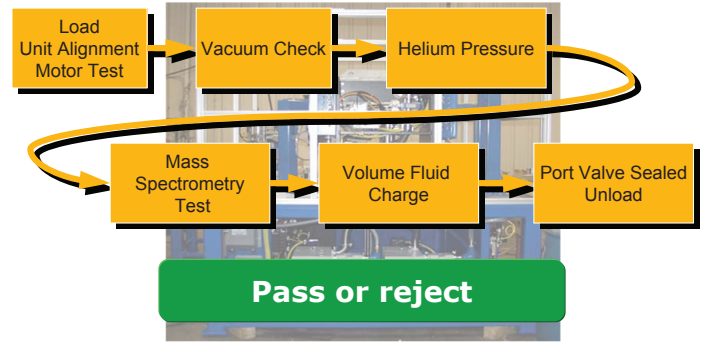 Load
Unit Alignment
Motor Test
Vacuum Check
Helium Pressure
Mass
Spectrometry
Test
Volume Fluid
Charge
Port Valve Sealed
Unload
Pass or reject